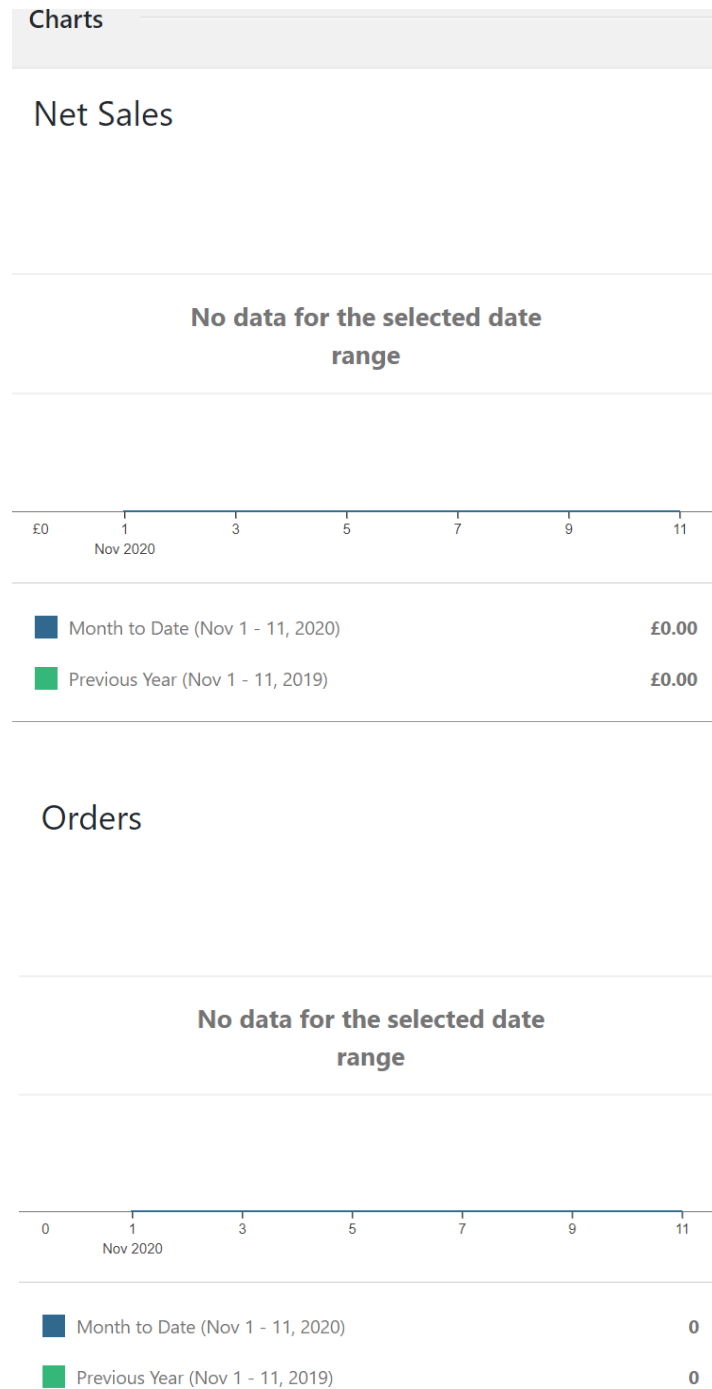 Charts
Net Sales
No data for the selected date
range
£0 1 3 5 7 9 11
Nov 2020
Month to Date (Nov 1 - 11, 2020) £0.00
Previous Year (Nov 1 - 11, 2019) £0.00
Orders
No data for the selected date
range
0 1 3 5 7 9 11
Nov 2020
Month to Date (Nov 1 - 11, 2020) 0
Previous Year (Nov 1 - 11, 2019) 0